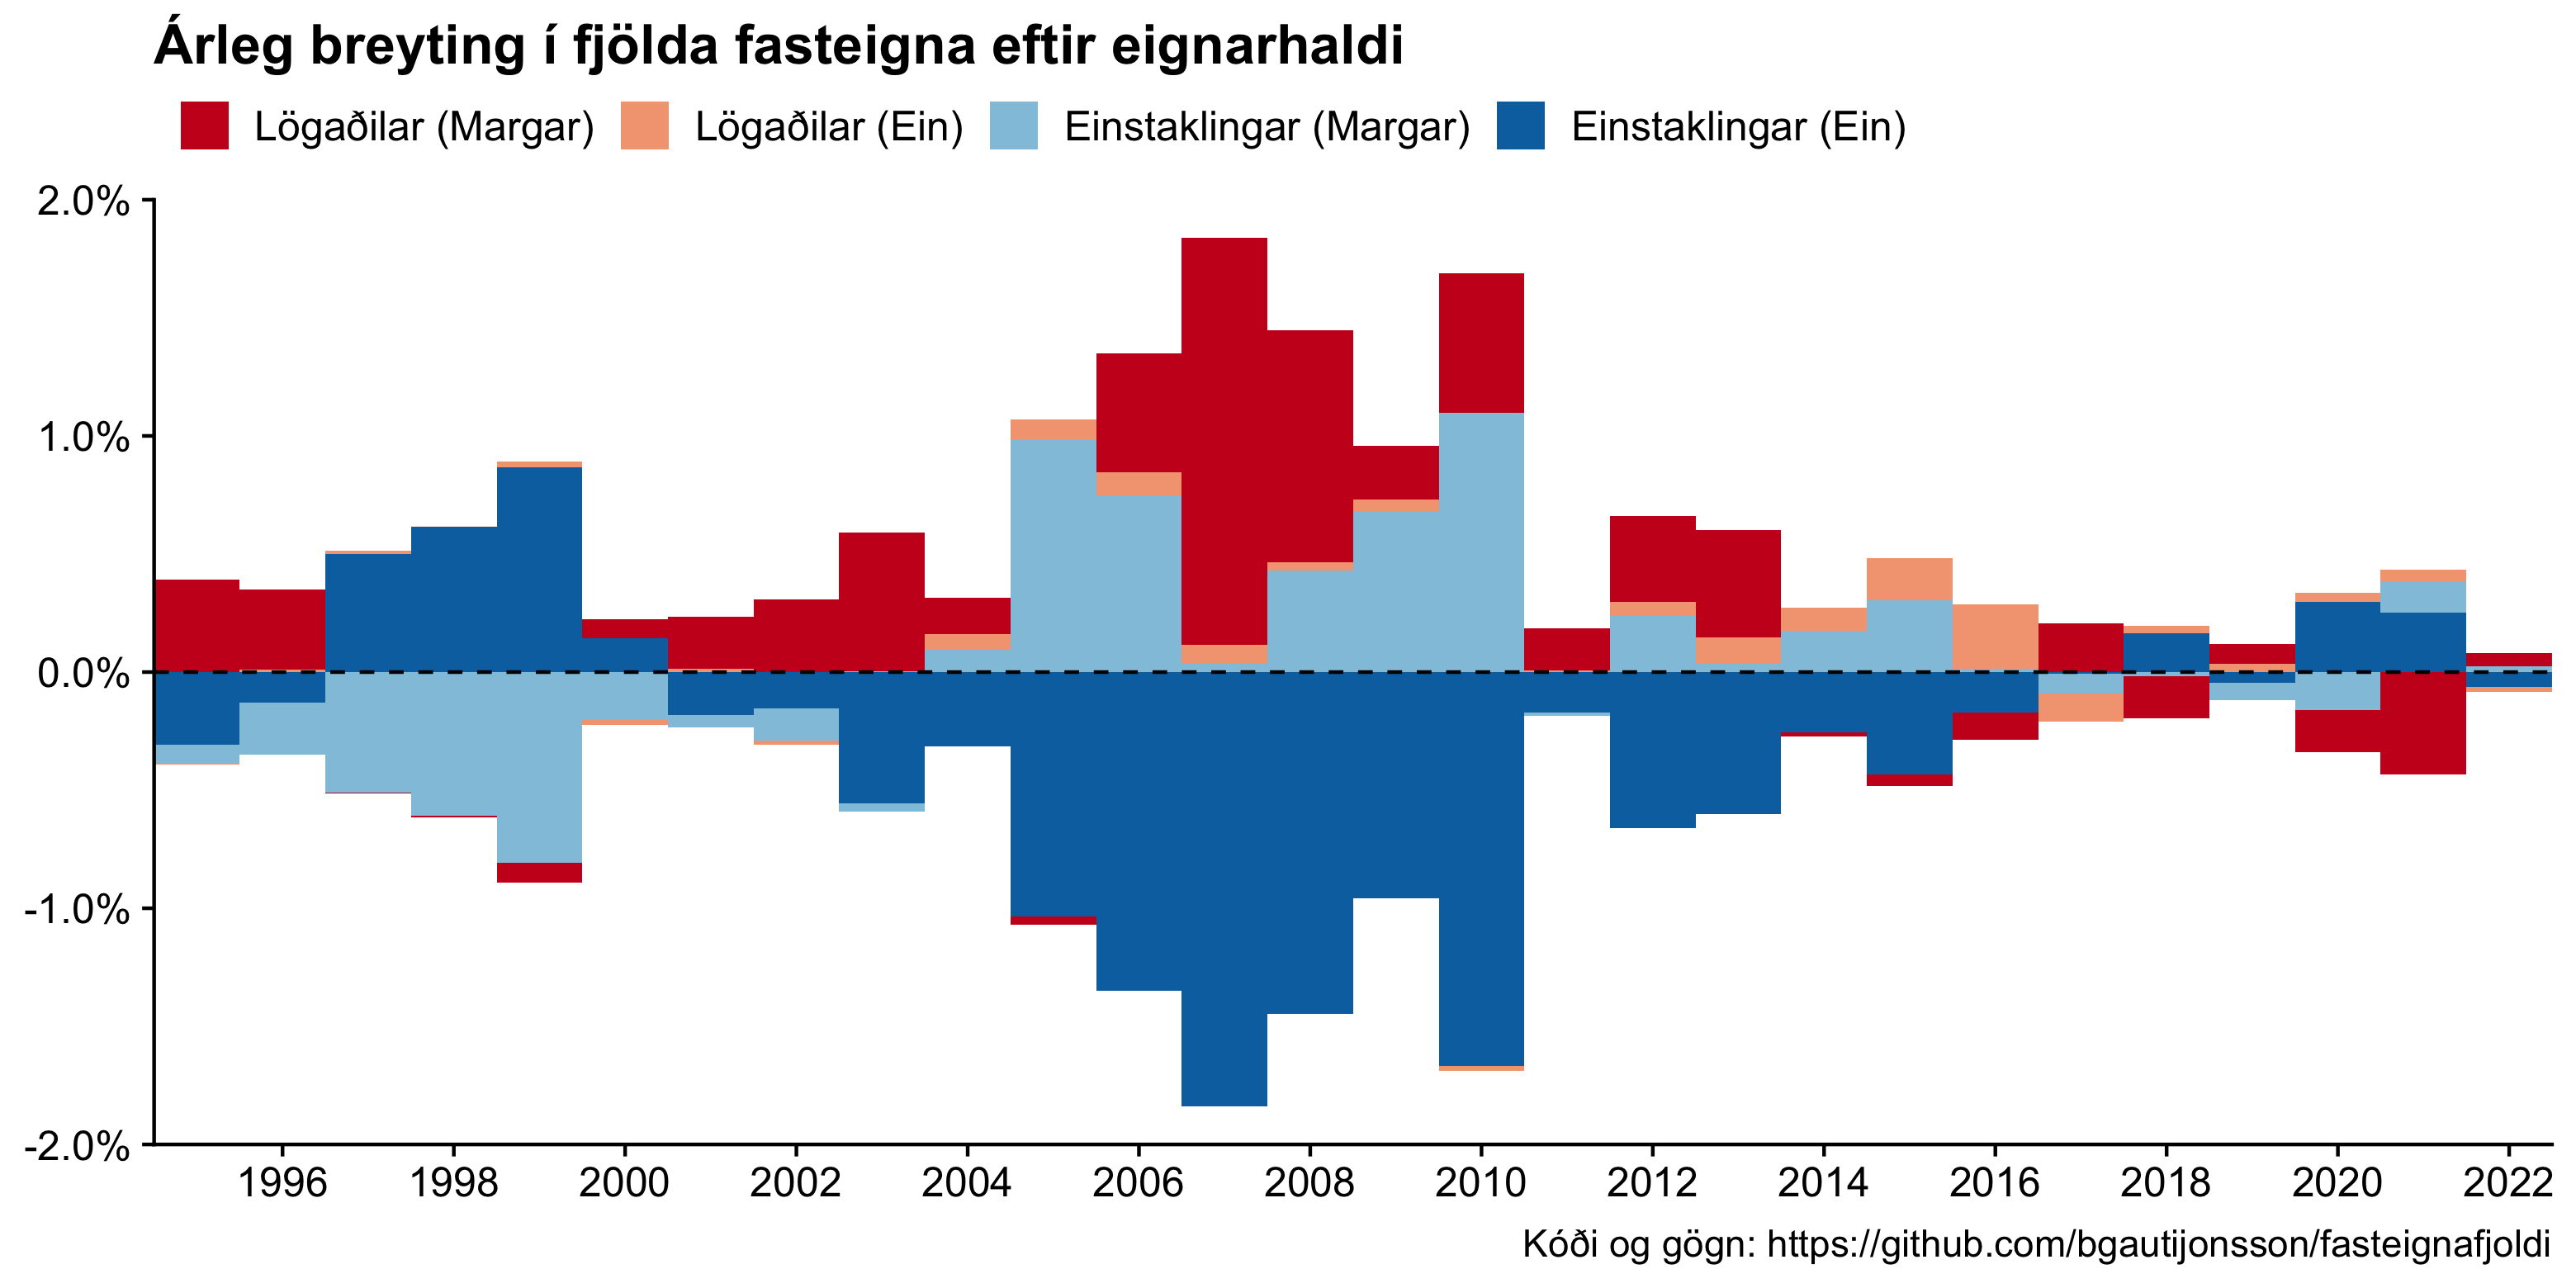 Árleg breyting í fjölda fasteigna eftir eignarhaldi
Lögaðilar (Margar) Lögaðilar (Ein) Einstaklingar (Margar) Einstaklingar (Ein)
2.0%
1.0%
0.0%
-1.0%
-2.0%
1996 1998 2000 2002 2004 2006 2008 2010 2012 2014 2016 2018 2020 2022
Kóði og gögn: https://github.com/bgautijonsson/fasteignafjoldi